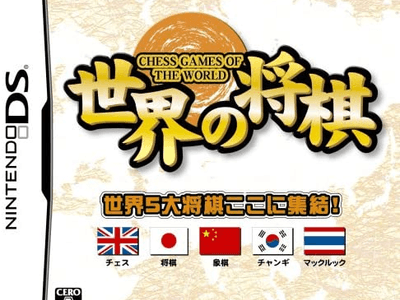 NINTENDO DS
CHESS GAMES OF
THE WORLD
世界の将棋
世界5大将棋ここに集結!
チェス 将棋 象棋 チャンギ マックルック
CERO